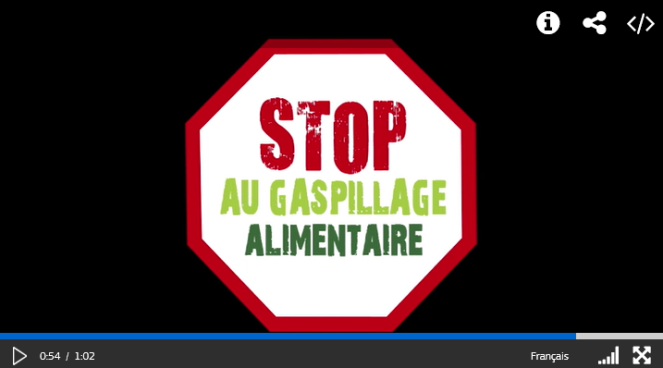 STOP
AU GASPILLAGE
ALIMENTAIRE
0:54 / 1:02
Français